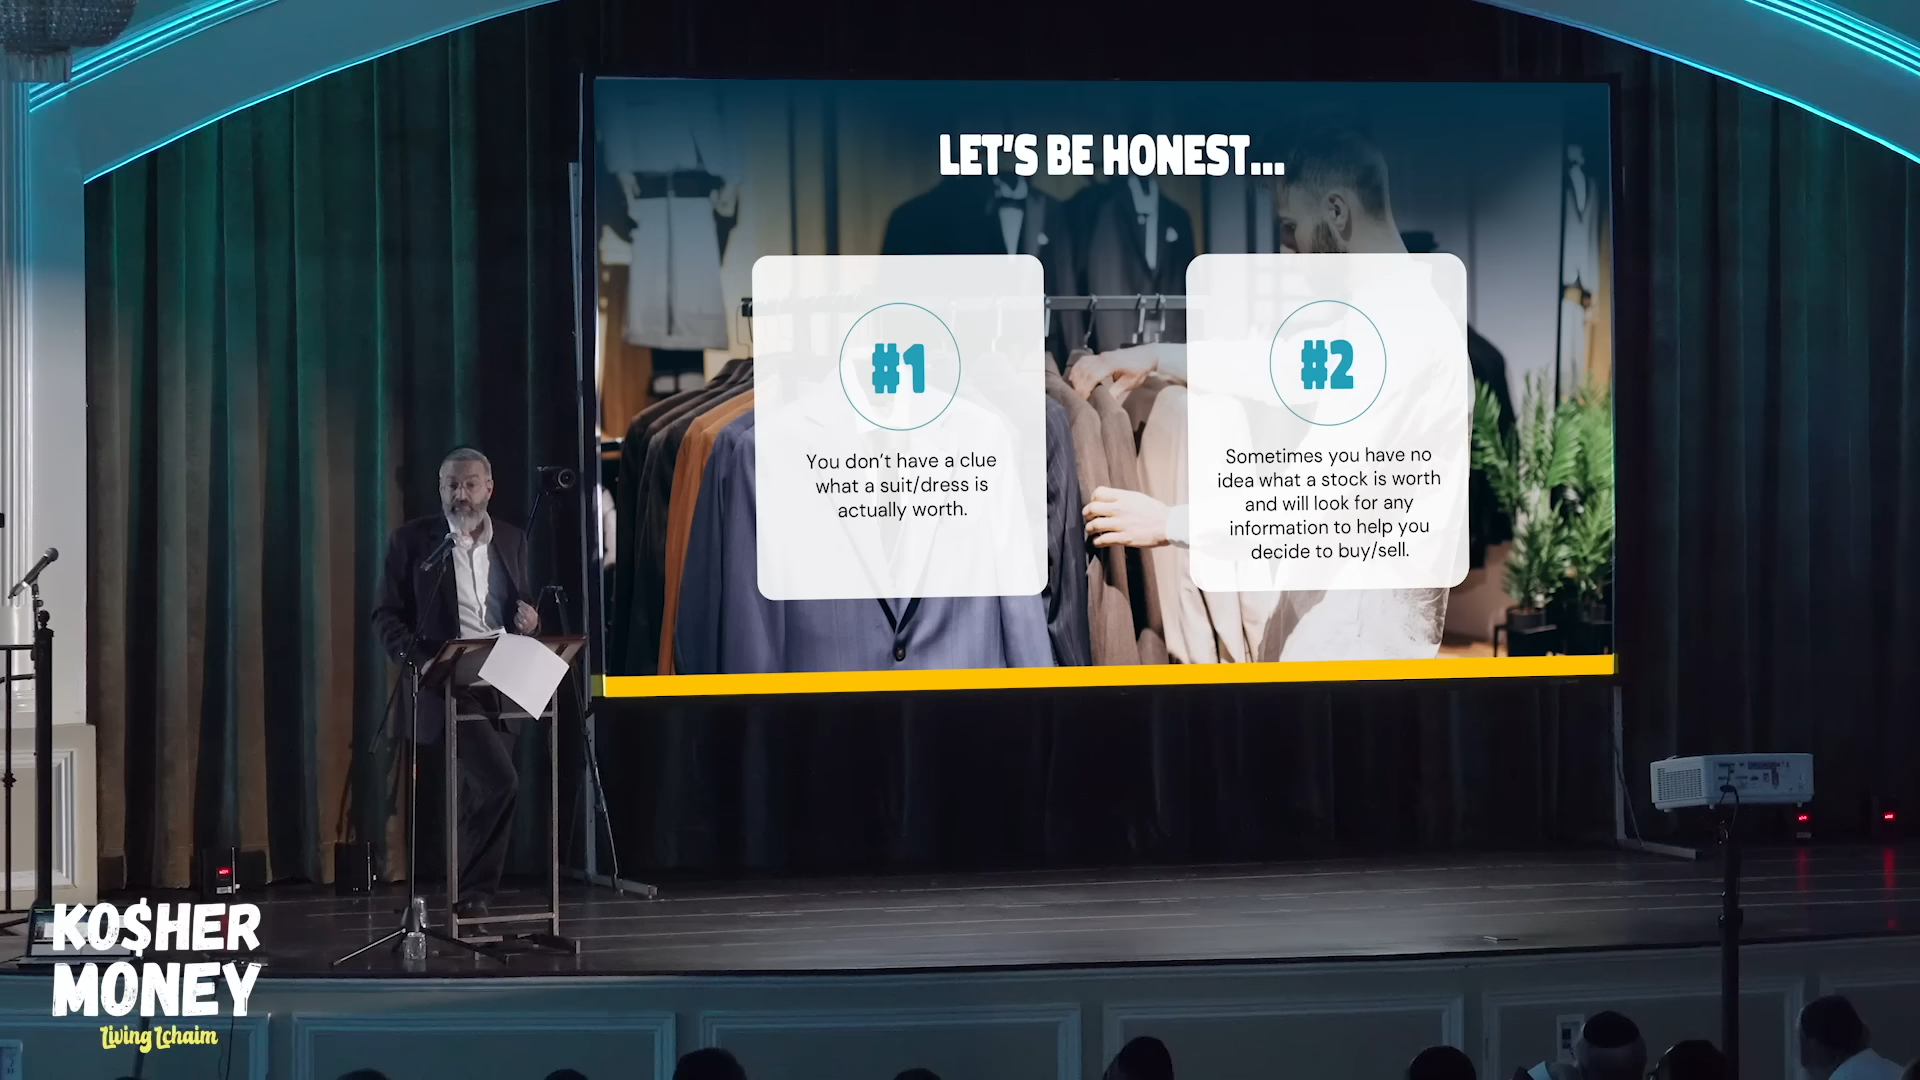 LET'S BE HONEST...
#1
You don't have a clue
what a suit/dress is
actually worth.
#2
Sometimes you have no
idea what a stock is worth
and will look for any
information to help you
decide to buy/sell.
KO$HER
MONEY
Living Lchaim